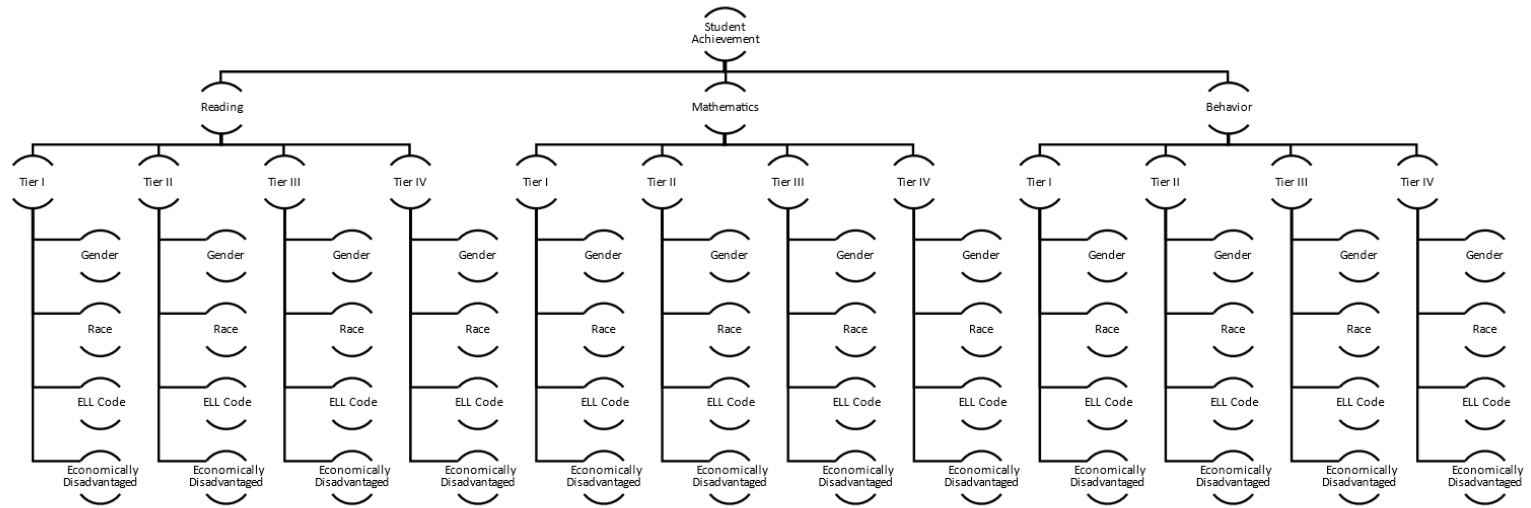 Student
Achievement
Reading
Mathematics
Behavior
Tier I
Tier II
Tier III
Tier IV
Tier I
Tier II
Tier III
Tier IV
Tier I
Tier II
Tier III
Tier IV
Gender
Gender
Gender
Gender
Gender
Gender
Gender
Gender
Gender
Gender
Gender
Gender
Race
Race
Race
Race
Race
Race
Race
Race
Race
Race
Race
Race
ELL Code
ELL Code
ELL Code
ELL Code
ELL Code
ELL Code
ELL Code
ELL Code
ELL Code
ELL Code
ELL Code
ELL Code
Economically
Disadvantaged
Economically
Disadvantaged
Economically
Disadvantaged
Economically
Disadvantaged
Economically
Disadvantaged
Economically
Disadvantaged
Economically
Disadvantaged
Economically
Disadvantaged
Economically
Disadvantaged
Economically
Disadvantaged
Economically
Disadvantaged
Economically
Disadvantaged